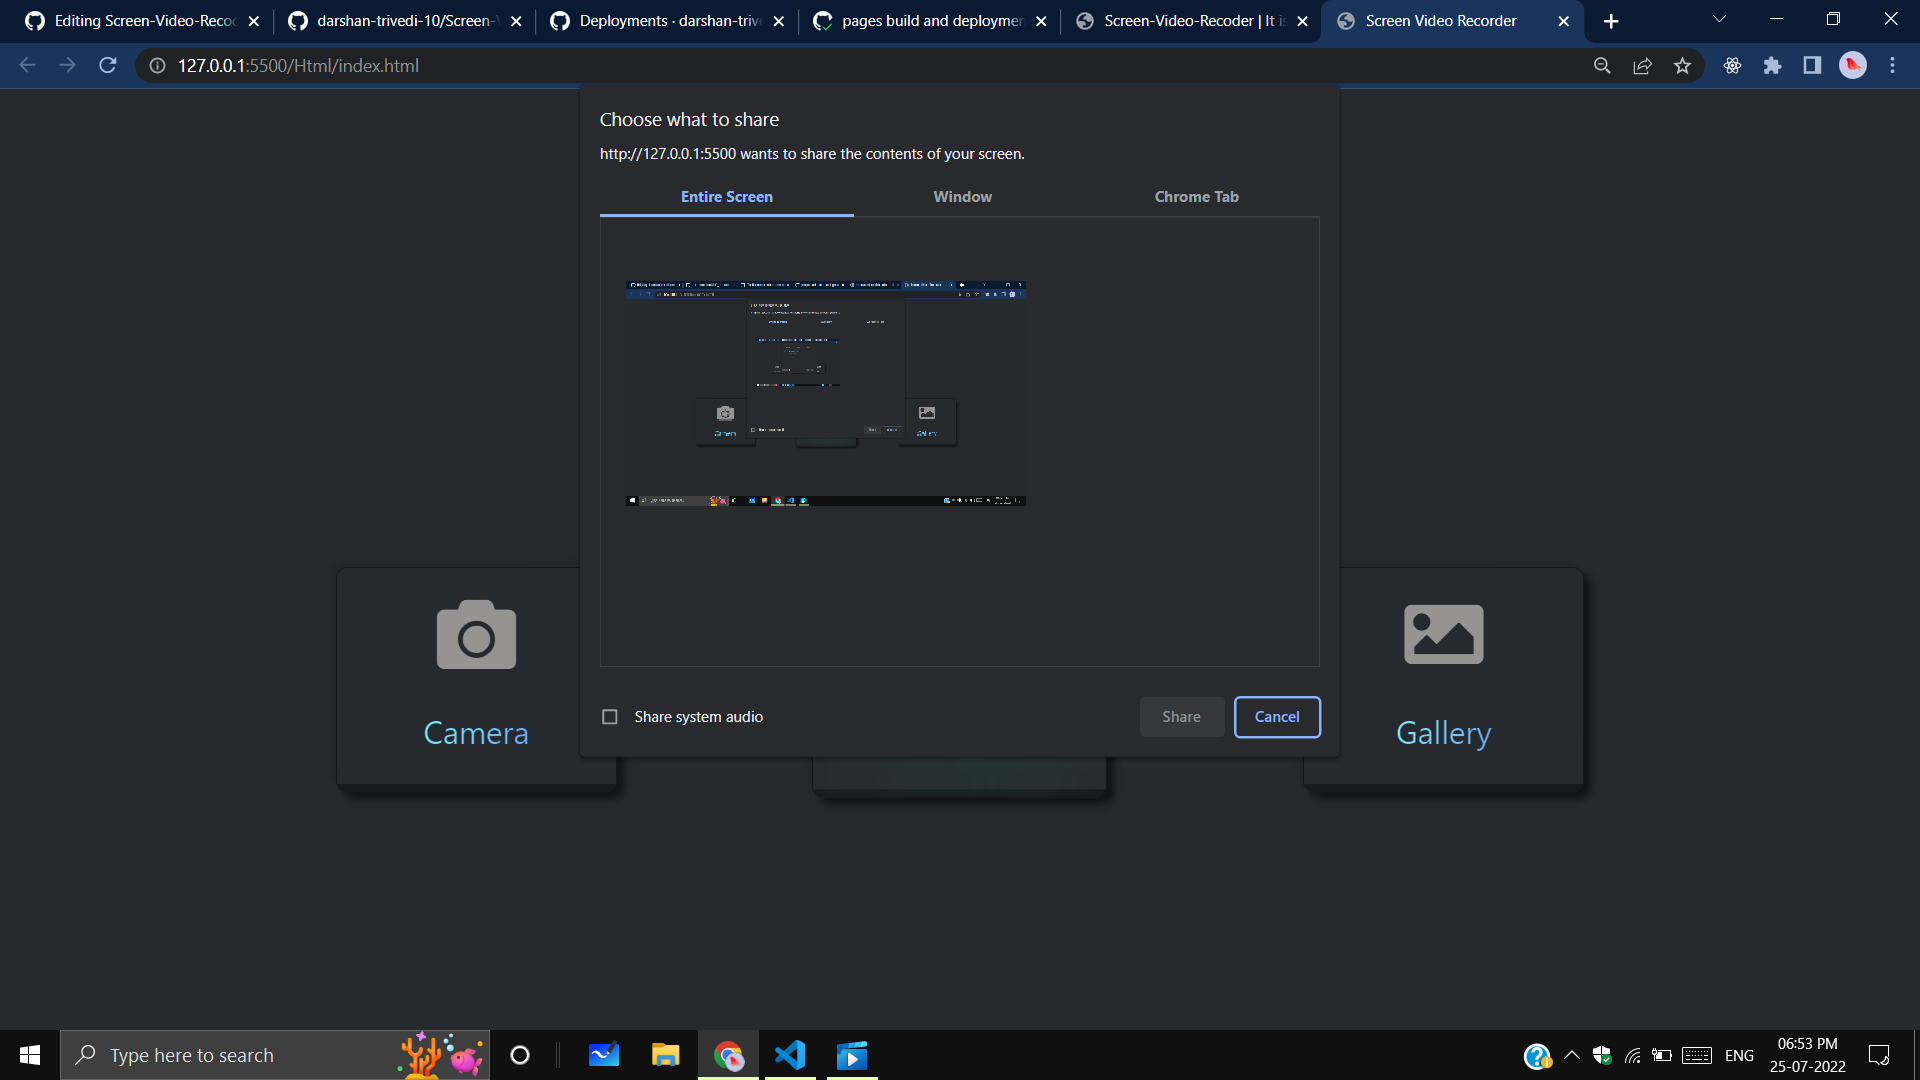 Editing Screen-Video-Reco
darshan-trivedi-10/Screen-
Deployments · darshan-trive
pages build and deploymen
Screen-Video-Recoder | It is
Screen Video Recorder
127.0.0.1:5500/Html/index.html
Choose what to share
http://127.0.0.1:5500 wants to share the contents of your screen.
Entire Screen
Window
Chrome Tab
Camera
Gallery
Share system audio
Share
Cancel
Camera
Gallery
Type here to search
ENG
06:53 PM
25-07-2022